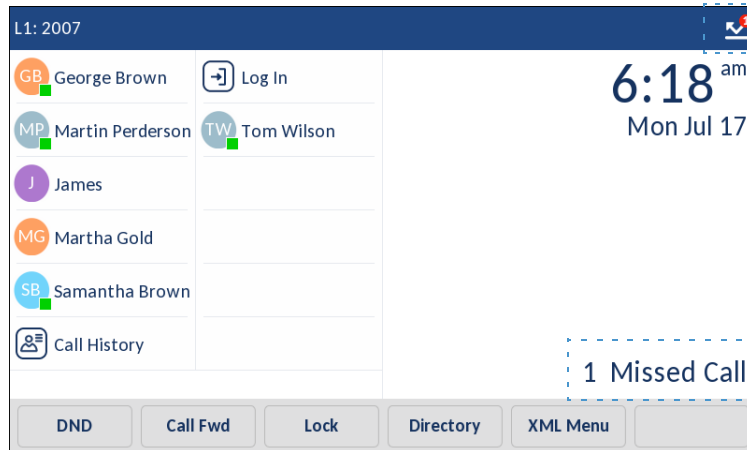 L1: 2007
1
GB George Brown
Log In
6:18 am
MP Martin Perderson
TW Tom Wilson
Mon Jul 17
J James
MG Martha Gold
SB Samantha Brown
Call History
1 Missed Call
DND Call Fwd Lock Directory XML Menu